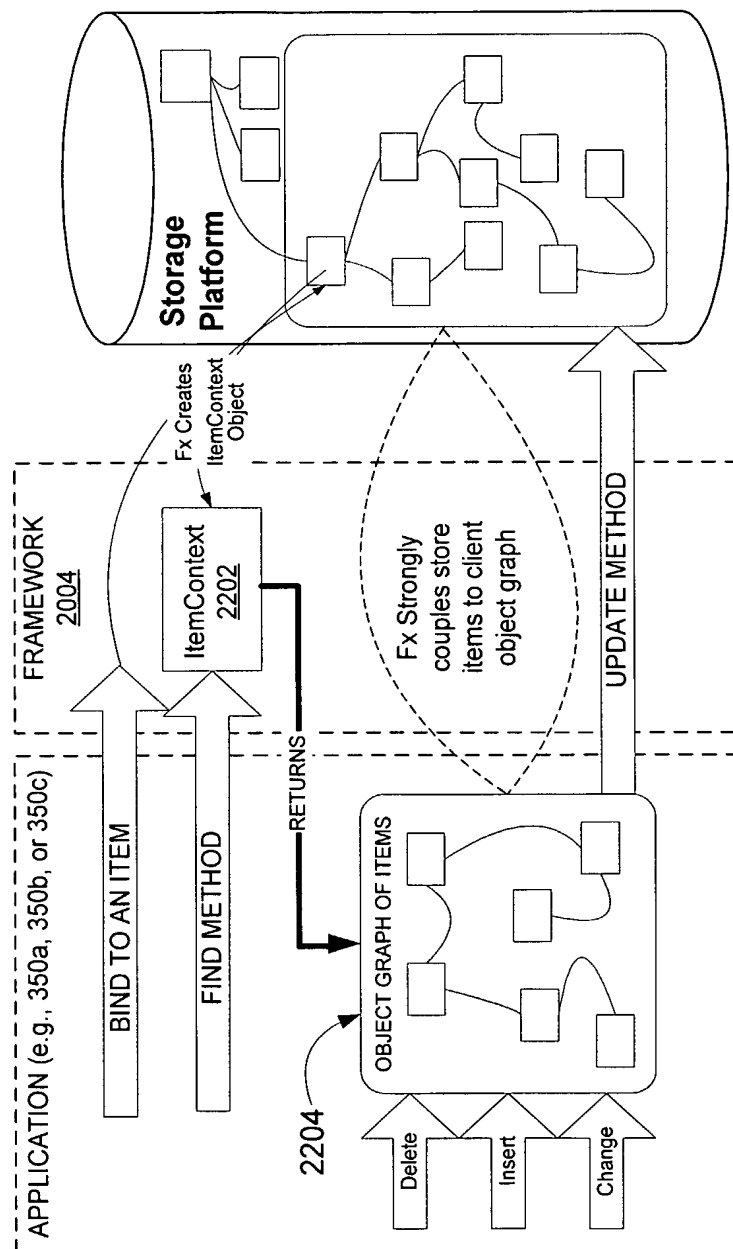 APPLICATION (e.g., 350a, 350b, or 350c)
BIND TO AN ITEM
FIND METHOD
RETURNS
2204
OBJECT GRAPH OF ITEMS
Delete
Insert
Change
FRAMEWORK
2004
ItemContext
2202
Fx Creates
ItemContext
Object
Fx Strongly
couples store
items to client
object graph
UPDATE METHOD
Storage
Platform